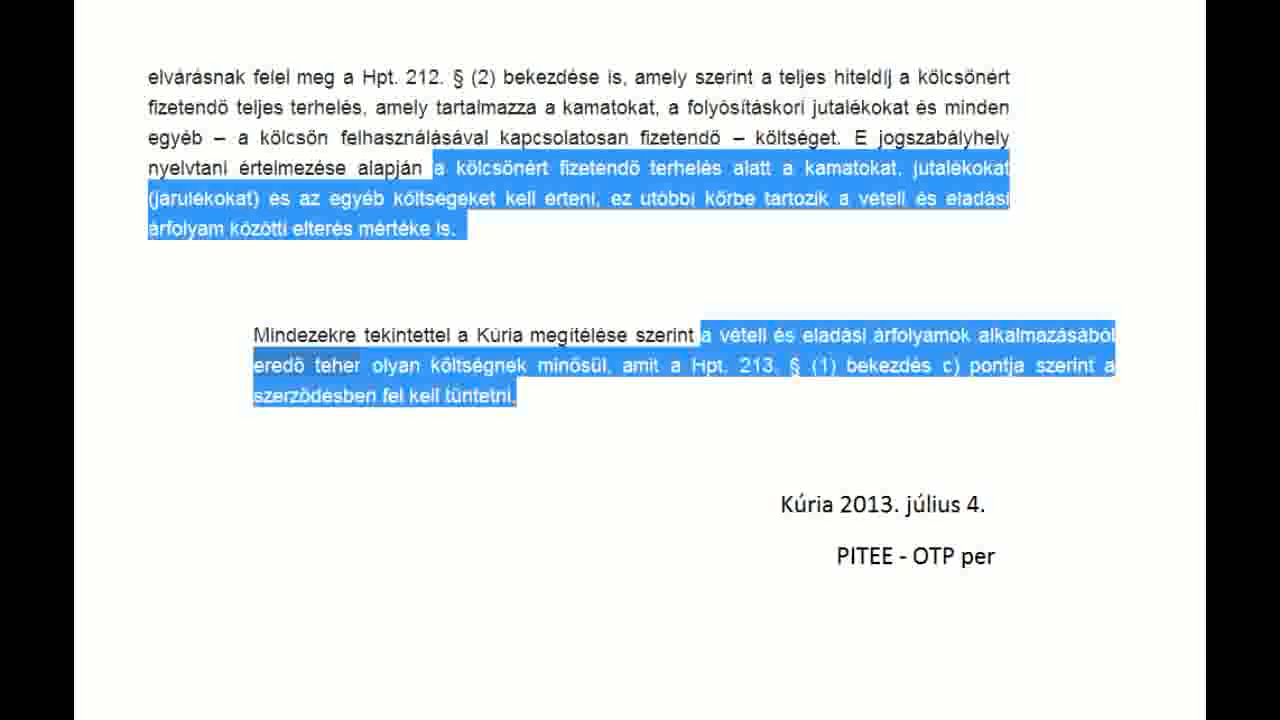 elvárásnak felel meg a Hpt. 212. § (2) bekezdése is, amely szerint a teljes hiteldíj a kölcsönért
fizetendő teljes terhelés, amely tartalmazza a kamatokat, a folyósításkori jutalékokat és minden
egyéb – a kölcsön felhasználásával kapcsolatosan fizetendő – költséget. E jogszabályhely
nyelvtani értelmezése alapján a kölcsönért fizetendő terhelés alatt a kamatokat, jutalékokat
(járulékokat) és az egyéb költségeket kell érteni, ez utóbbi körbe tartozik a vételi és eladási
árfolyam közötti elterés mértéke is.
Mindezekre tekintettel a Kúria megítélése szerint a vételi és eladási árfolyamok alkalmazásából
eredő teher olyan költségnek minősül, amit a Hpt. 213. § (1) bekezdés c) pontja szerint a
szerződésben fel kell tüntetni.
Kúria 2013. július 4.
PITEE - OTP per